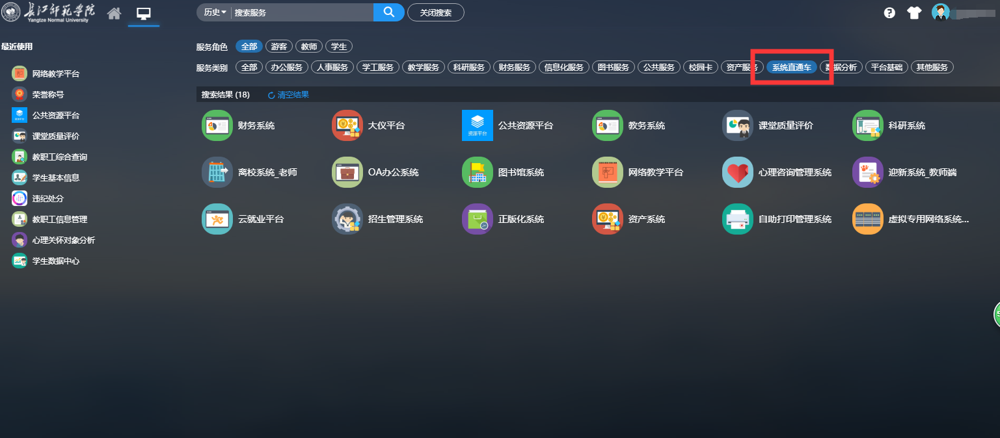 长江师范学院
Yangtze Normal University
历史 搜索服务 关闭搜索
最近使用
网络教学平台
荣誉称号
资源平台
公共资源平台
课堂质量评价
教职工综合查询
学生基本信息
违纪处分
教职工信息管理
心理关怀对象分析
学生数据中心
服务角色 全部 游客 教师 学生
服务类别 全部 办公服务 人事服务 学工服务 教学服务 科研服务 财务服务 信息化服务 图书服务 公共服务 校园卡 资产服务 系统直通车 数据分析 平台基础 其他服务
搜索结果 (18) 清空结果
财务系统 大仪平台 资源平台 公共资源平台 教务系统 课堂质量评价 科研系统
离校系统_老师 OA办公系统 图书馆系统 网络教学平台 心理咨询管理系统 迎新系统_教师端
云就业平台 招生管理系统 正版化系统 资产系统 自助打印管理系统 虚拟专用网络系统...